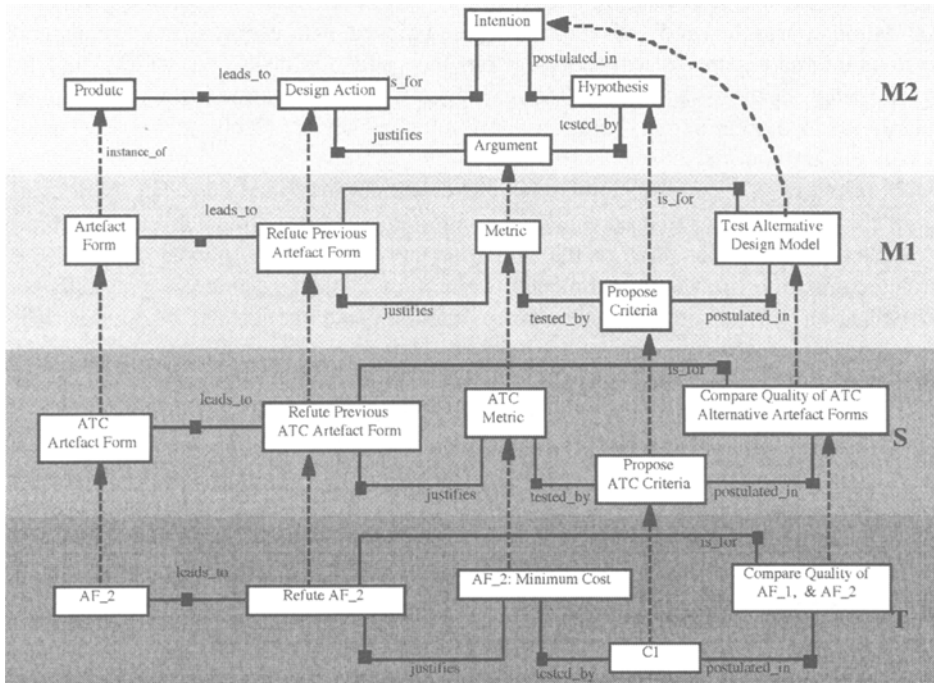 Intention
postulated_in
leads_to
is_for
Produtc
Design Action
Hypothesis
M2
justifies
tested_by
Argument
instance_of
is_for
leads_to
Artefact
Form
Refute Previous
Artefact Form
Metric
Test Alternative
Design Model
M1
Propose
Criteria
justifies
tested_by
postulated_in
is_for
leads_to
Refute Previous
ATC Artefact Form
ATC
Metric
Compare Quality of ATC
Alternative Artefact Forms
ATC
Artefact Form
S
Propose
ATC Criteria
justifies
tested_by
postulated_in
is_for
leads_to
AF_2: Minimum Cost
Compare Quality of
AF_1, & AF_2
AF_2
Refute AF_2
T
C1
justifies
tested_by
postulated_in